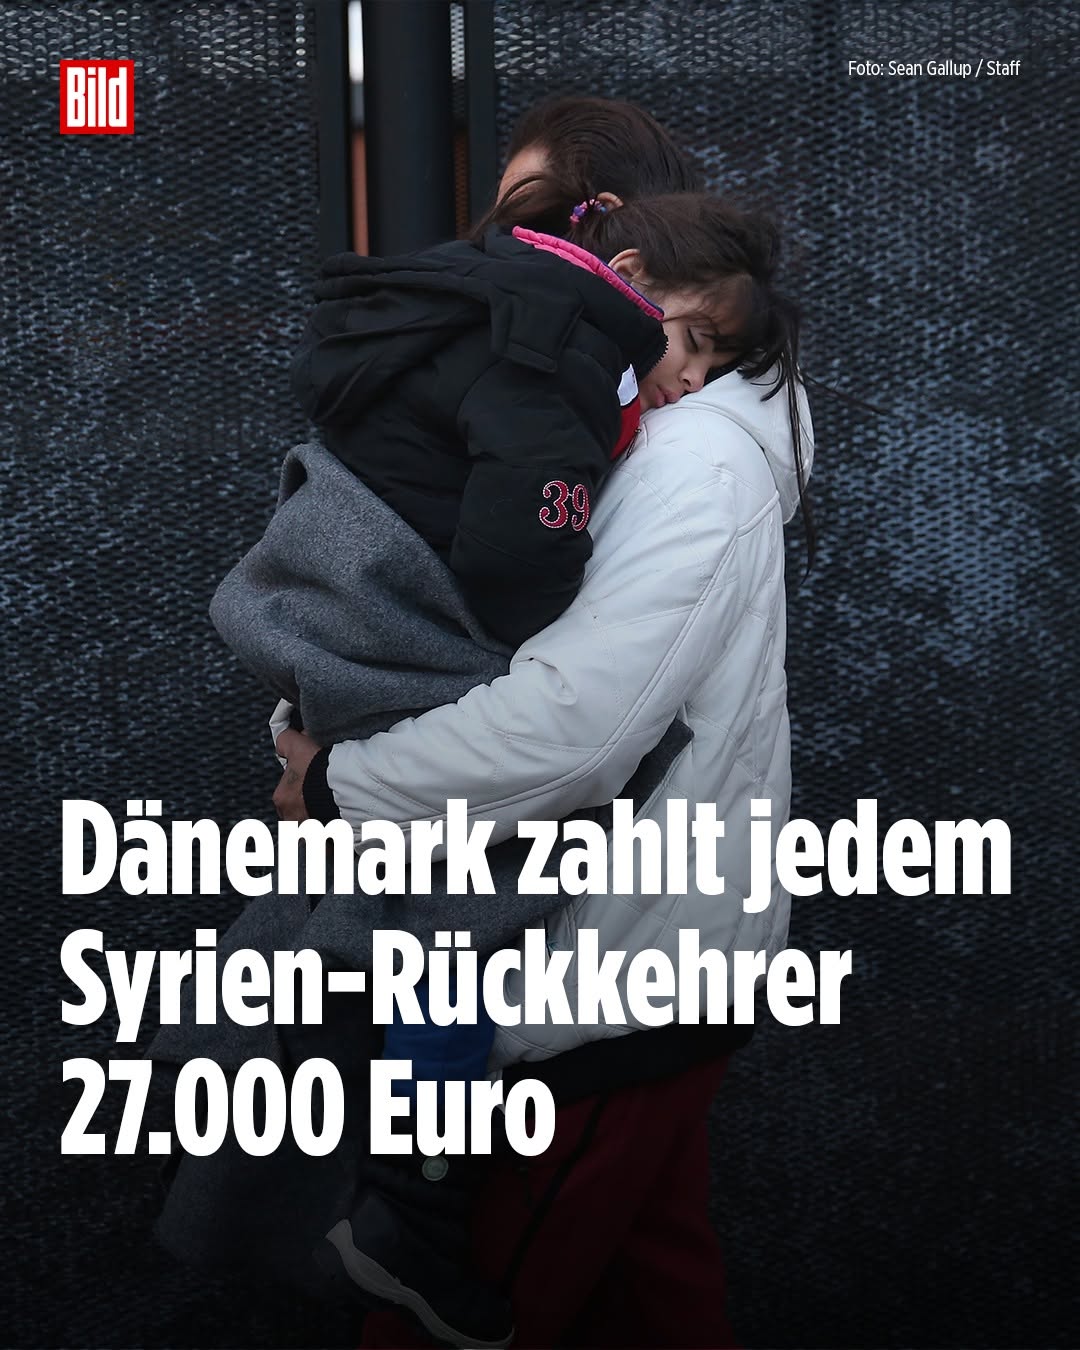 Bild
Foto: Sean Gallup / Staff
39
Dänemark zahlt jedem
Syrien-Rückkehrer
27.000 Euro